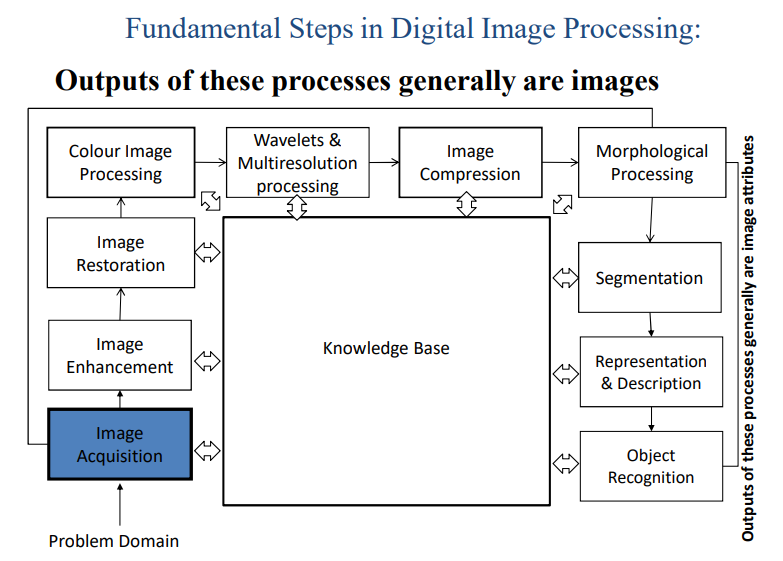 Fundamental Steps in Digital Image Processing:
Outputs of these processes generally are images
Colour Image
Processing
Wavelets &
Multiresolution
processing
Image
Compression
Morphological
Processing
Image
Restoration
Segmentation
Image
Enhancement
Knowledge Base
Representation
& Description
Image
Acquisition
Object
Recognition
Problem Domain
Outputs of these processes generally are image attributes